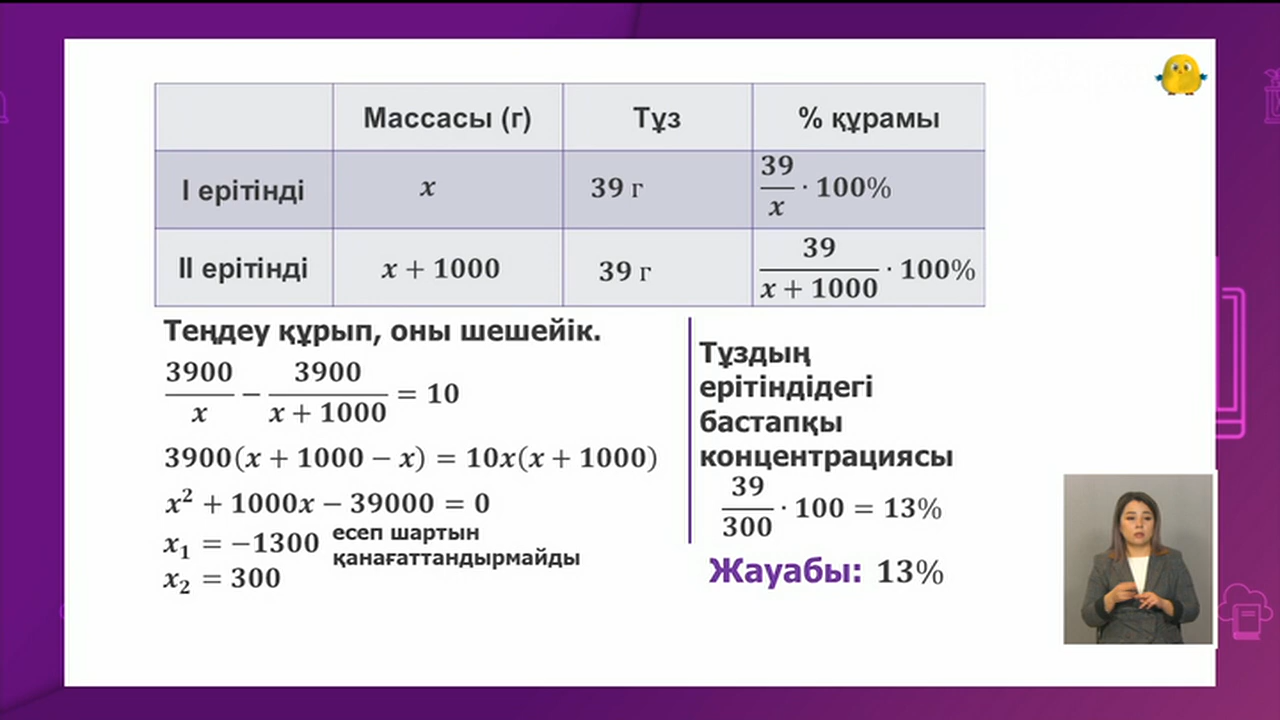 Массасы (г) Тұз % құрамы
I ерітінді x 39 г 39/x · 100%
II ерітінді x + 1000 39 г 39/(x + 1000) · 100%
Теңдеу құрып, оны шешейік.
3900/x − 3900/(x + 1000) = 10
3900(x + 1000 − x) = 10x(x + 1000)
x² + 1000x − 39000 = 0
x₁ = −1300 есеп шартын
қанағаттандырмайды
x₂ = 300
Тұздың
ерітіндідегі
бастапқы
концентрациясы
39/300 · 100 = 13%
Жауабы: 13%